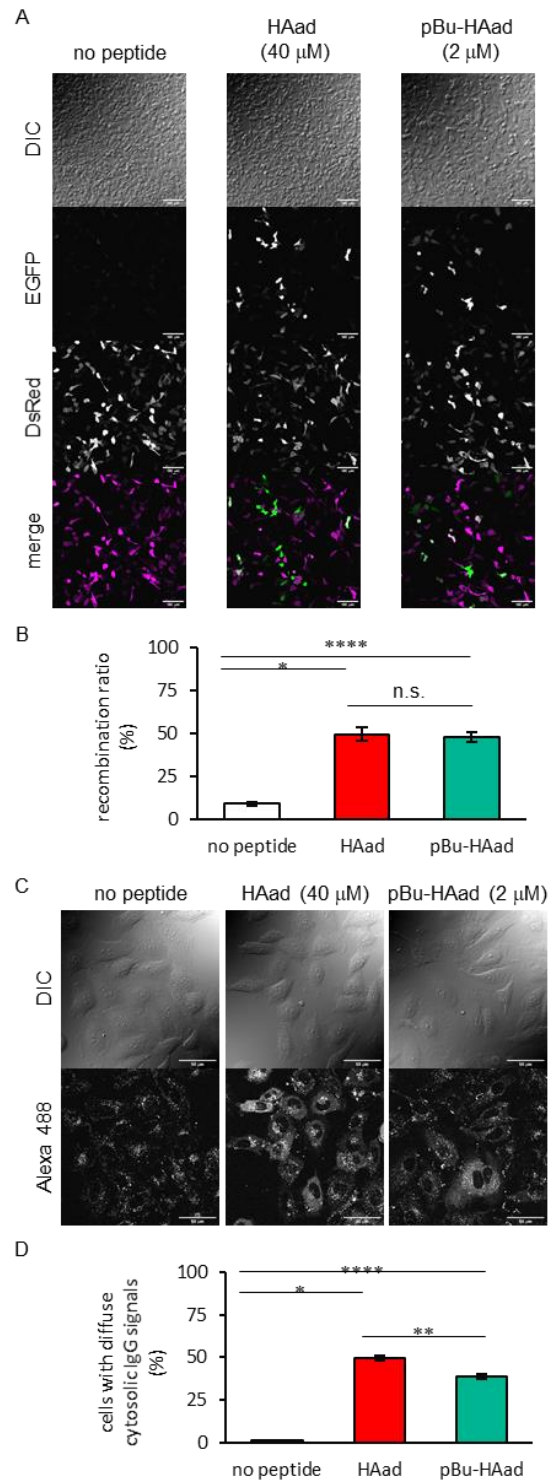 A
no peptide
HAad
(40 μM)
pBu-HAad
(2 μM)
DIC
EGFP
DsRed
merge
B
recombination ratio
(%)
100
75
50
25
0
****
*
n.s.
no peptide
HAad
pBu-HAad
C
no peptide
HAad (40 μM)
pBu-HAad (2 μM)
DIC
Alexa 488
D
cells with diffuse
cytosolic IgG signals
(%)
100
75
50
25
0
****
*
**
no peptide
HAad
pBu-HAad